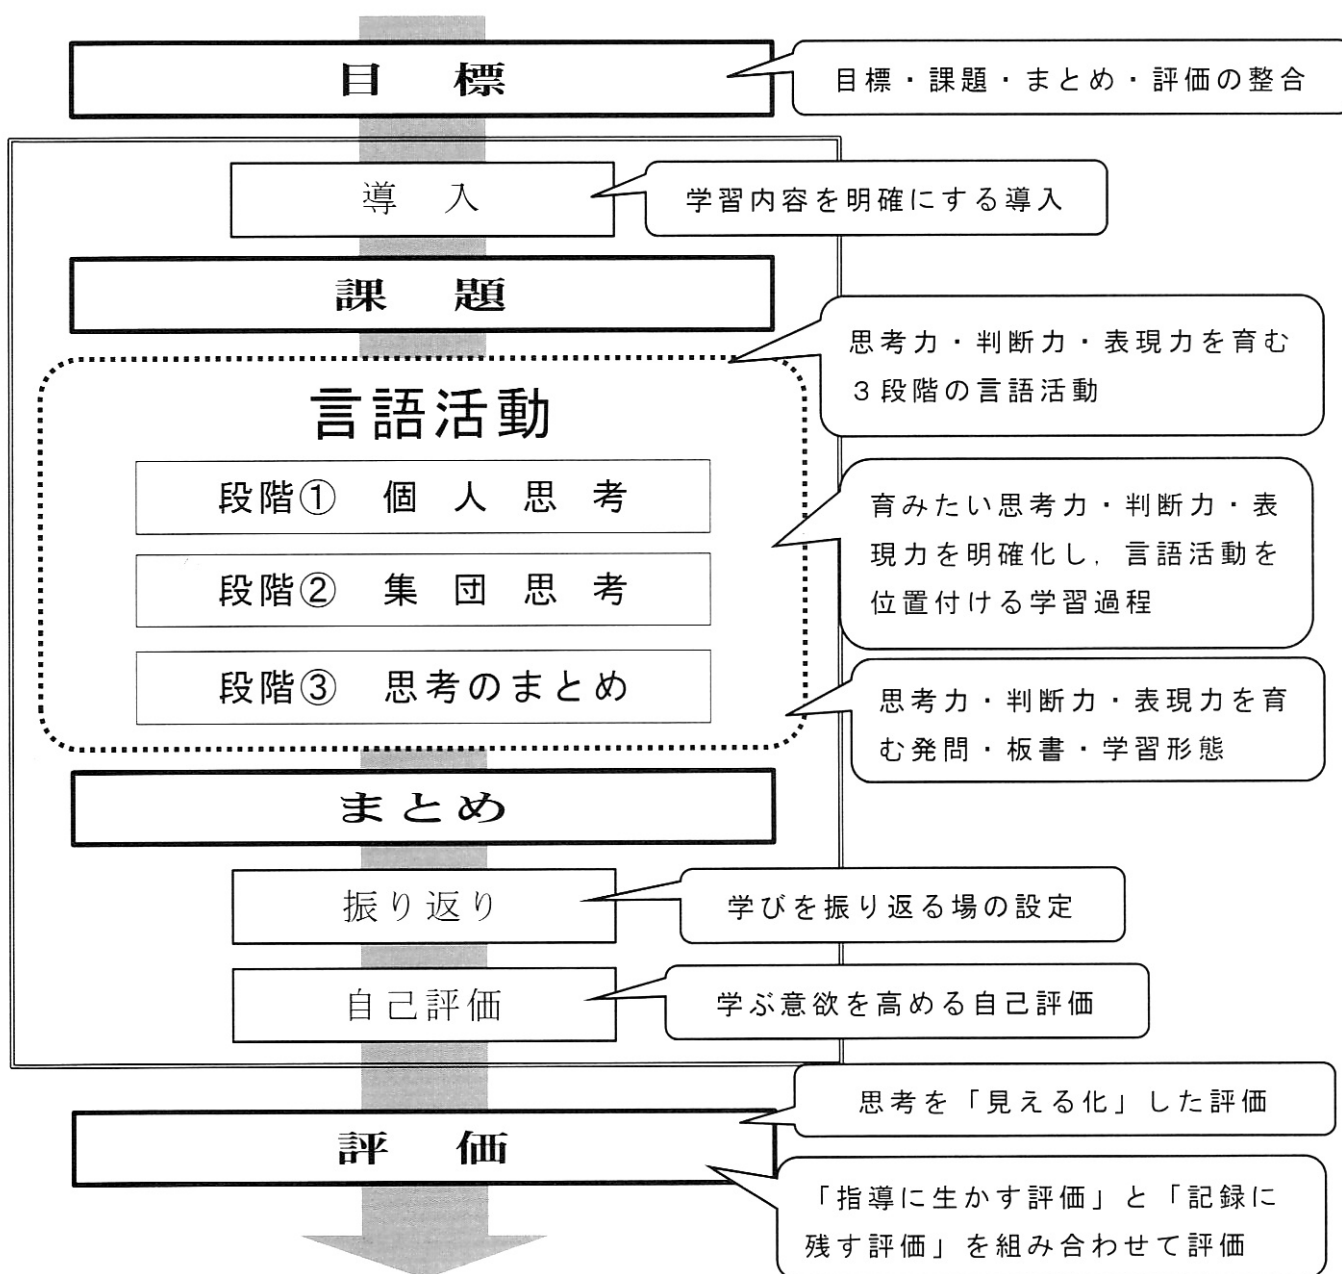 目標
目標・課題・まとめ・評価の整合
導入
学習内容を明確にする導入
課題
思考力・判断力・表現力を育む
３段階の言語活動
言語活動
段階① 個人思考
育みたい思考力・判断力・表
現力を明確化し，言語活動を
位置付ける学習過程
段階② 集団思考
段階③ 思考のまとめ
思考力・判断力・表現力を育
む発問・板書・学習形態
まとめ
振り返り
学びを振り返る場の設定
自己評価
学ぶ意欲を高める自己評価
思考を「見える化」した評価
評価
「指導に生かす評価」と「記録に
残す評価」を組み合わせて評価